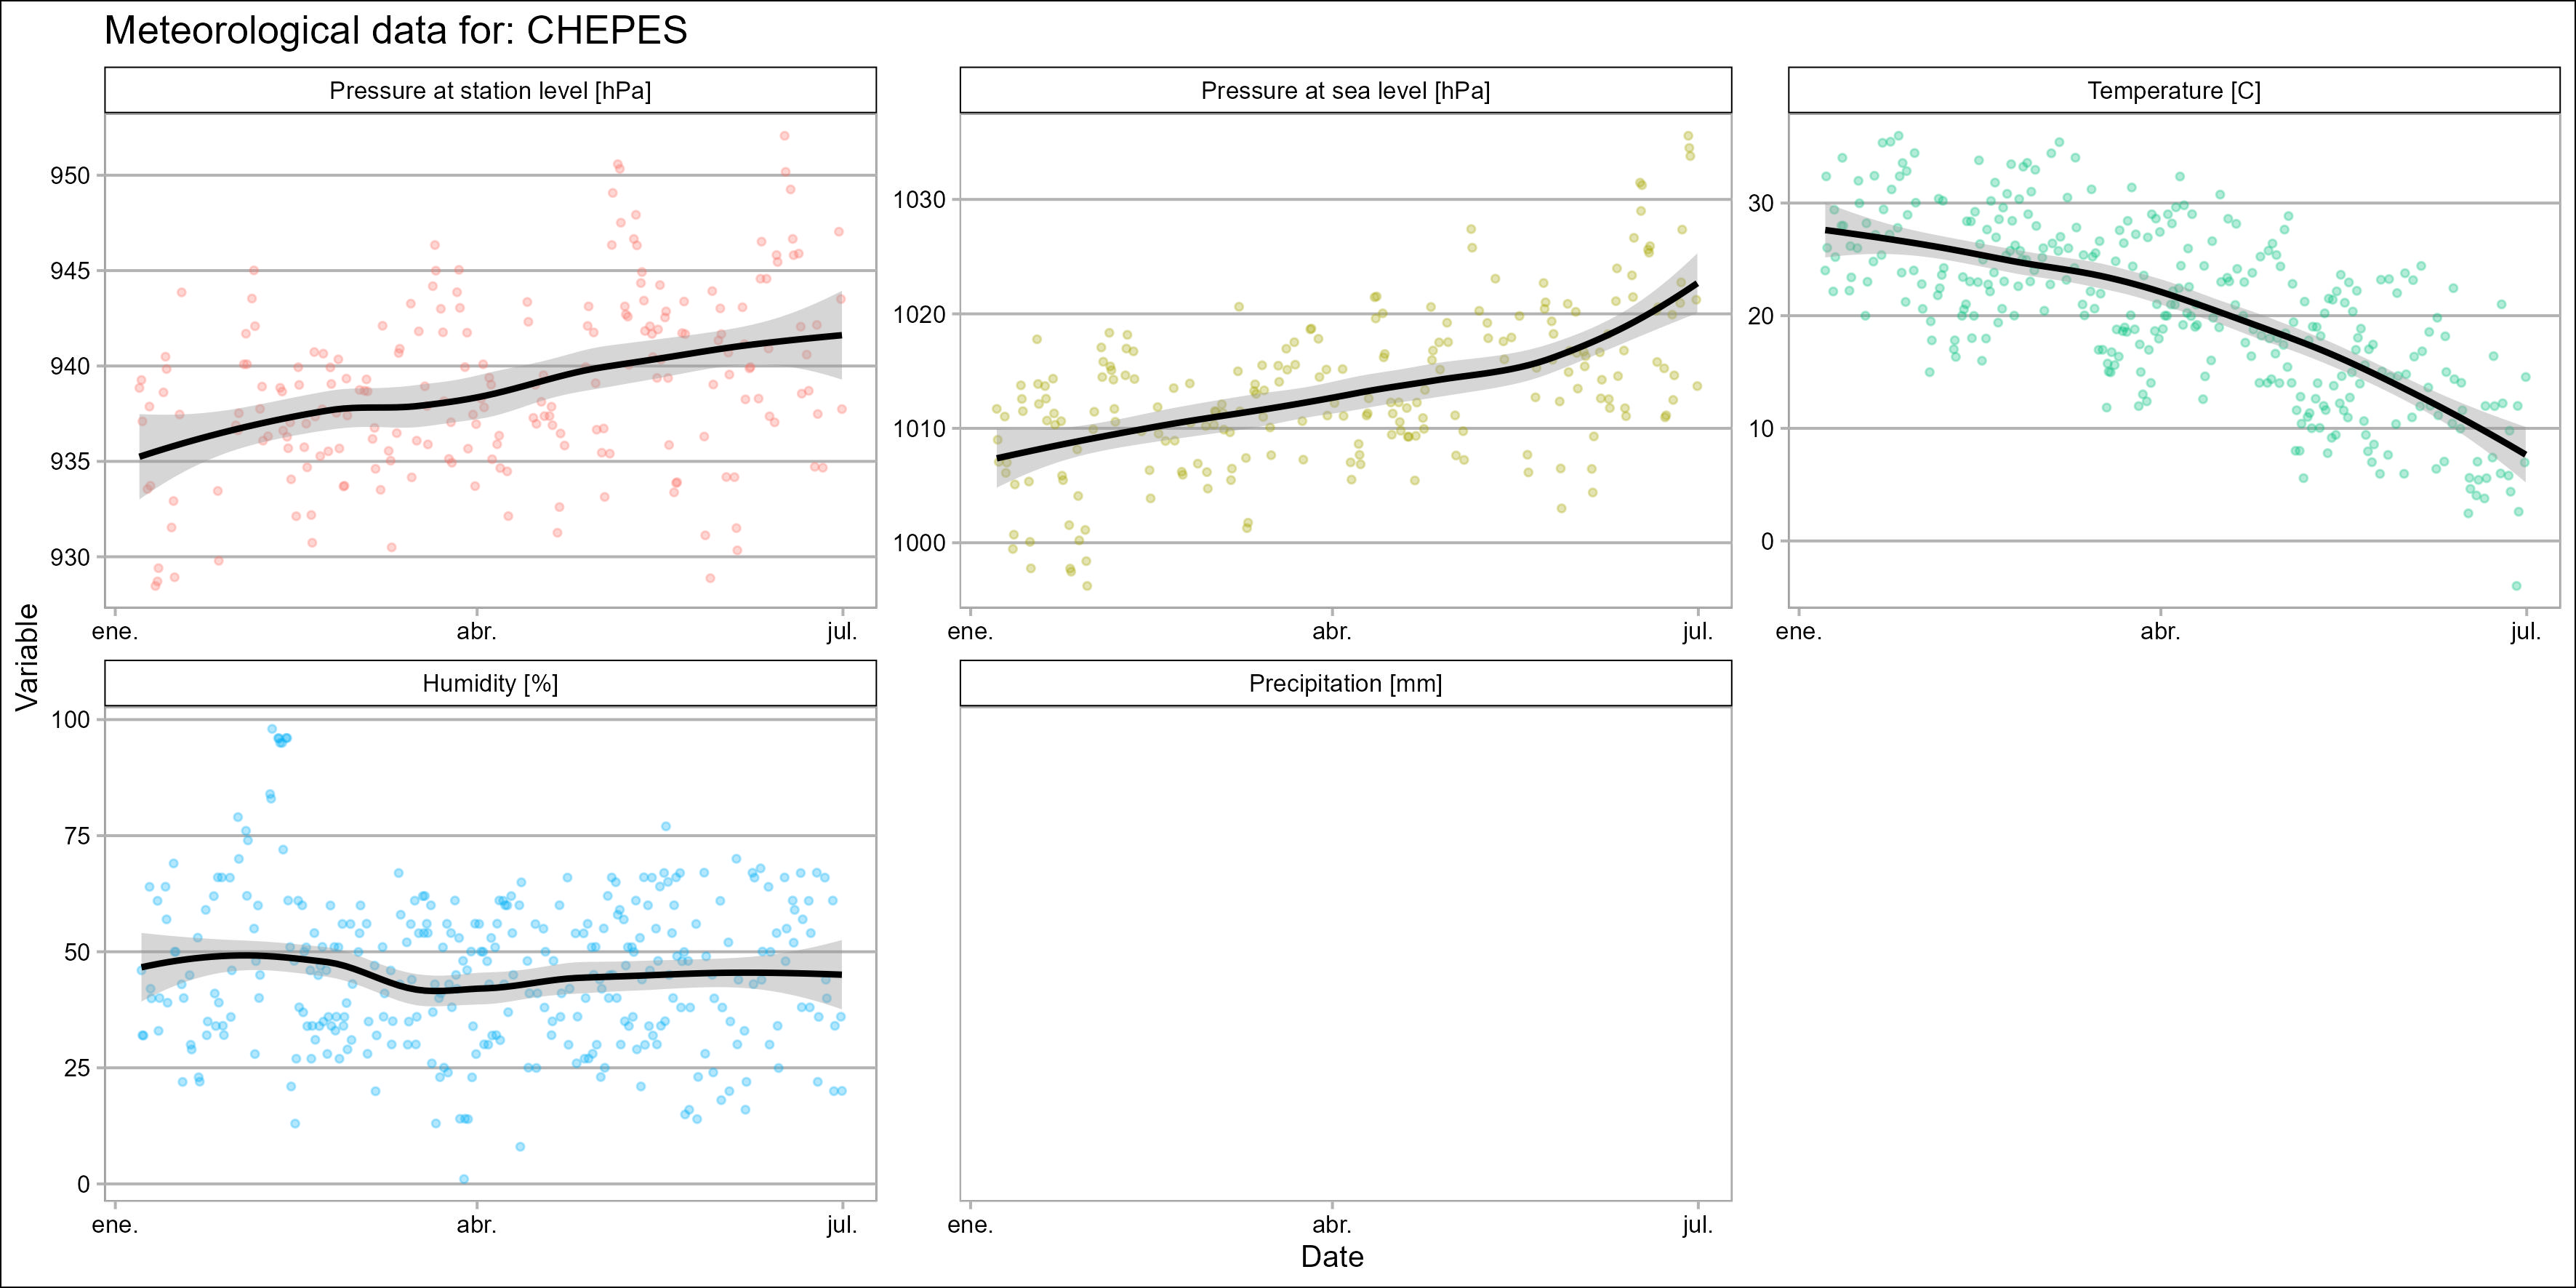 Meteorological data for: CHEPES
Pressure at station level [hPa]
Pressure at sea level [hPa]
Temperature [C]
950
945
940
935
930
1030
1020
1010
1000
30
20
10
0
ene.
abr.
jul.
ene.
abr.
jul.
ene.
abr.
jul.
Variable
Humidity [%]
Precipitation [mm]
100
75
50
25
0
ene.
abr.
jul.
ene.
abr.
jul.
Date